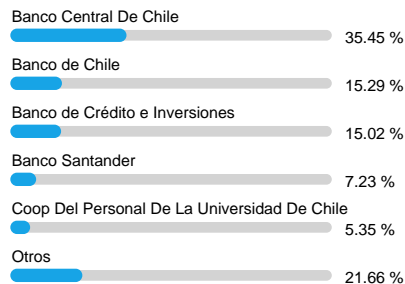 Banco Central De Chile
35.45 %
Banco de Chile
15.29 %
Banco de Crédito e Inversiones
15.02 %
Banco Santander
7.23 %
Coop Del Personal De La Universidad De Chile
5.35 %
Otros
21.66 %